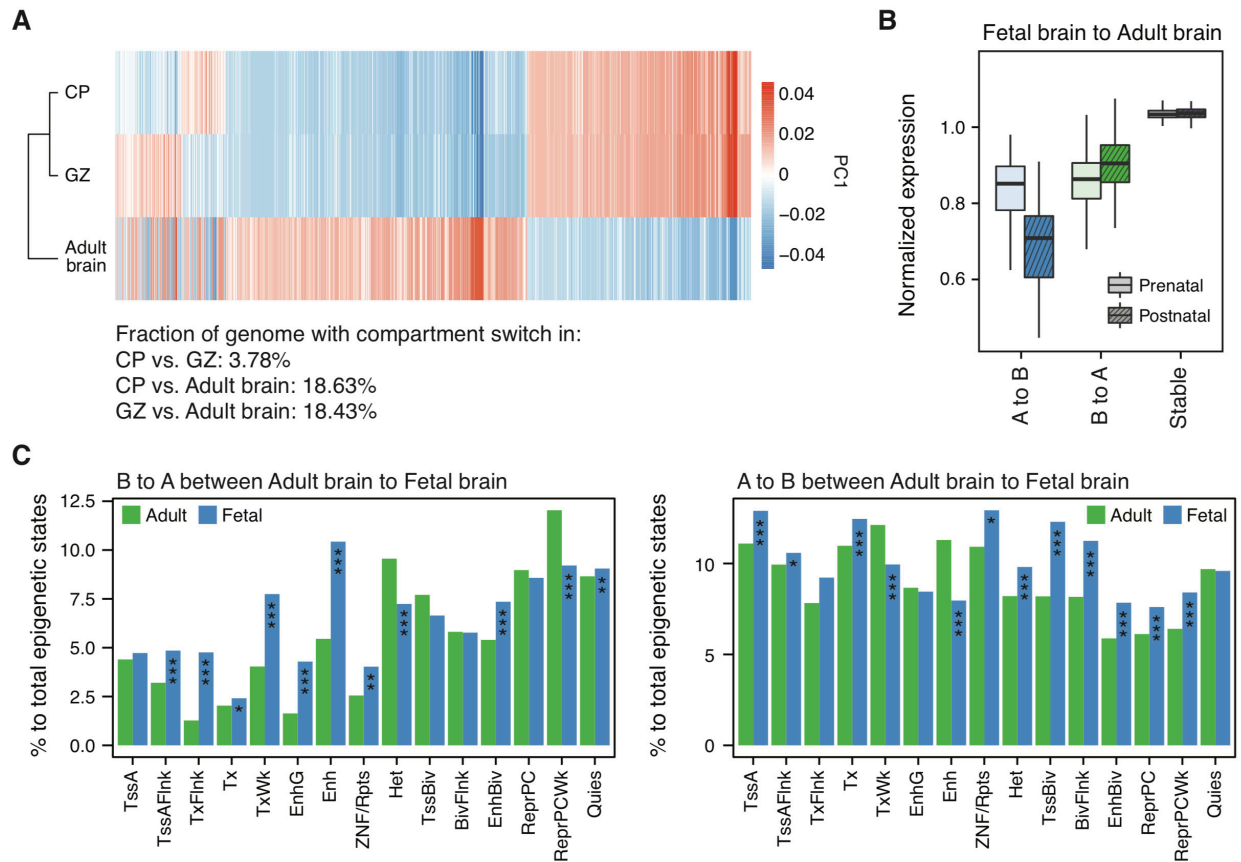 A
CP
GZ
Adult
brain
0.04
0.02
0
−0.02
−0.04
PC1
Fraction of genome with compartment switch in:
CP vs. GZ: 3.78%
CP vs. Adult brain: 18.63%
GZ vs. Adult brain: 18.43%
B
Fetal brain to Adult brain
Normalized expression
1.0
0.8
0.6
Prenatal
Postnatal
A to B
B to A
Stable
C
B to A between Adult brain to Fetal brain
% to total epigenetic states
12.5
10.0
7.5
5.0
2.5
0.0
Adult
Fetal
***
***
*
***
***
***
**
***
***
***
**
TssA
TssAFlnk
TxFlnk
Tx
TxWk
EnhG
Enh
ZNF/Rpts
Het
TssBiv
BivFlnk
EnhBiv
ReprPC
ReprPCWk
Quies
A to B between Adult brain to Fetal brain
% to total epigenetic states
10
5
0
Adult
Fetal
***
*
***
***
***
*
***
***
***
***
***
***
TssA
TssAFlnk
TxFlnk
Tx
TxWk
EnhG
Enh
ZNF/Rpts
Het
TssBiv
BivFlnk
EnhBiv
ReprPC
ReprPCWk
Quies